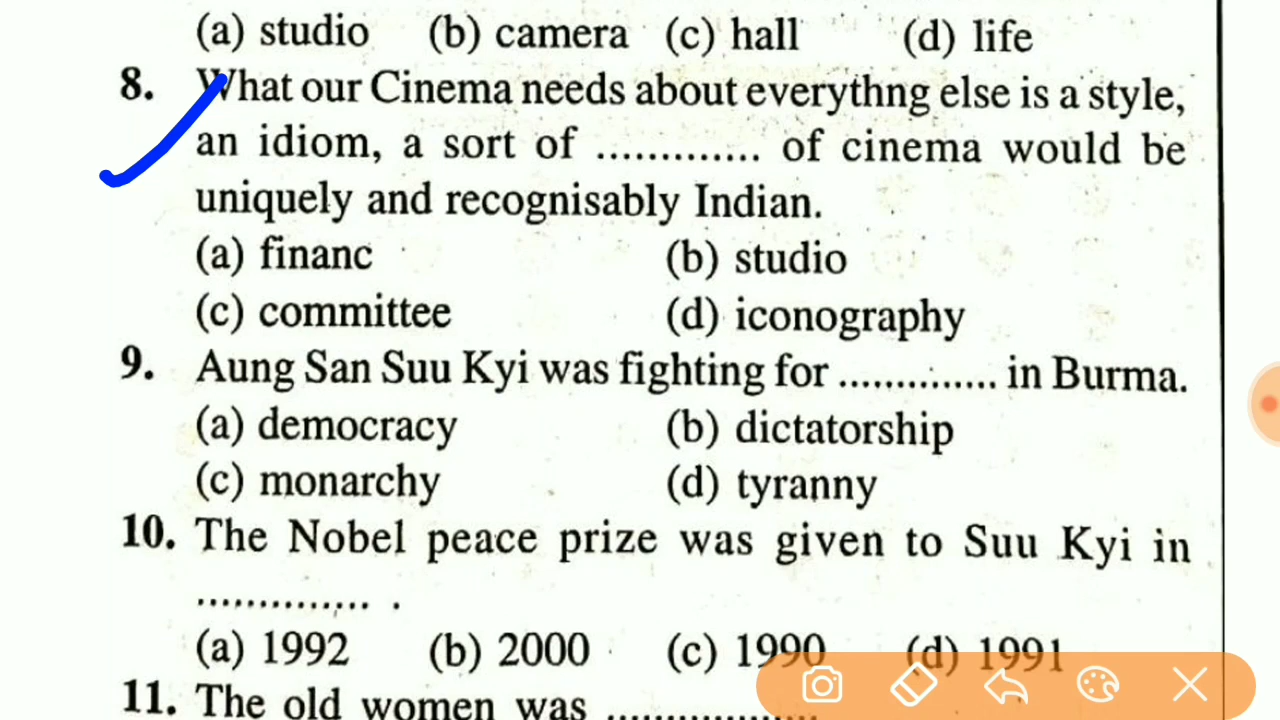 (a) studio (b) camera (c) hall (d) life
8. What our Cinema needs about everythng else is a style,
an idiom, a sort of ............. of cinema would be
uniquely and recognisably Indian.
(a) financ (b) studio
(c) committee (d) iconography
9. Aung San Suu Kyi was fighting for .............. in Burma.
(a) democracy (b) dictatorship
(c) monarchy (d) tyranny
10. The Nobel peace prize was given to Suu Kyi in
.............. .
(a) 1992 (b) 2000 (c) 1990 (d) 1991
11. The old women was .................